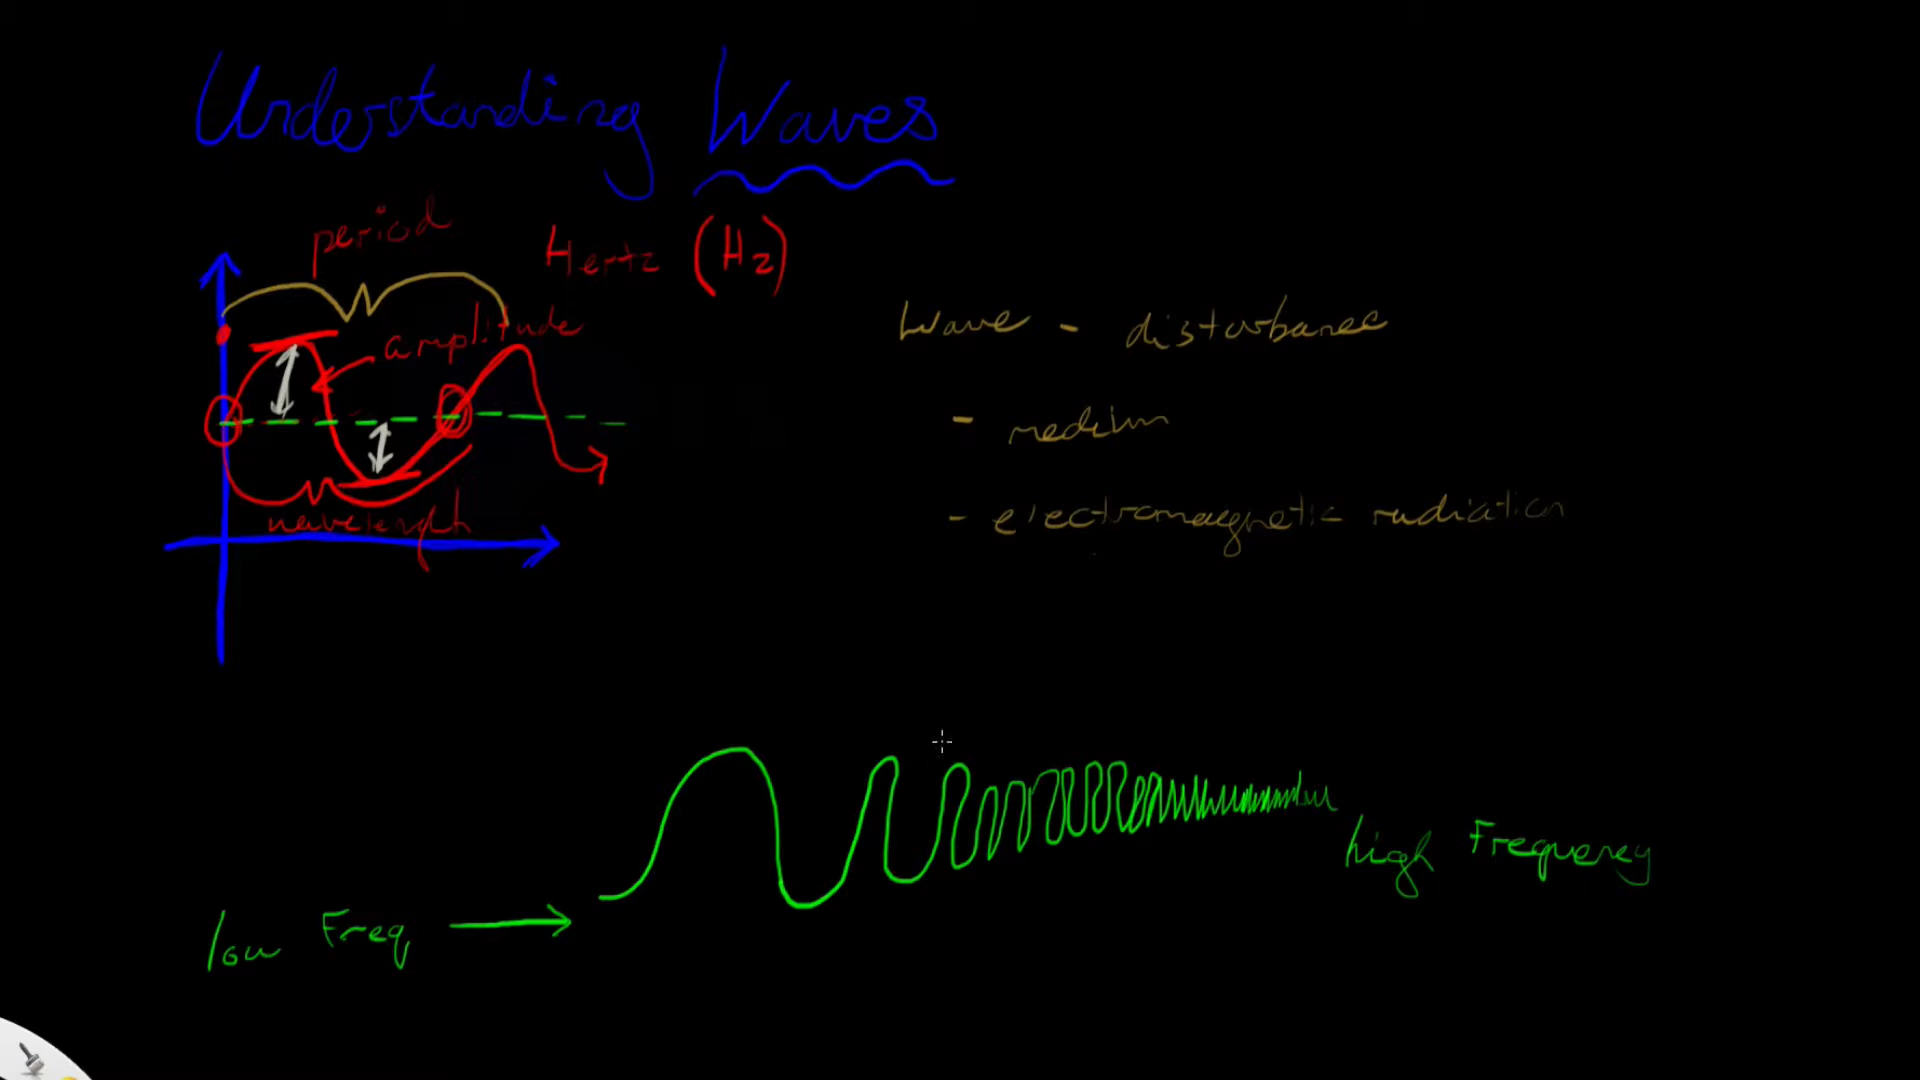 Understanding Waves
period
Hertz (Hz)
amplitude
wavelength
Wave - disturbance
- medium
- electromagnetic radiation
low Freq
high Frequency